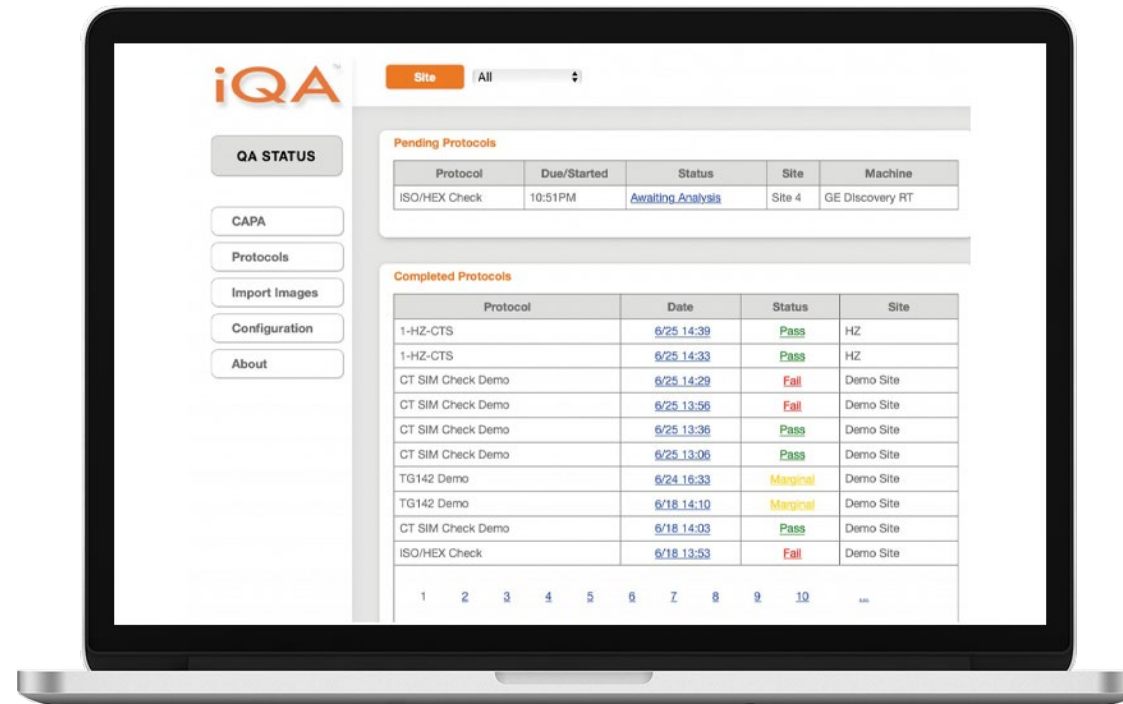 iQA™
Site All
QA STATUS
CAPA
Protocols
Import Images
Configuration
About
Pending Protocols
Protocol Due/Started Status Site Machine
ISO/HEX Check 10:51PM Awaiting Analysis Site 4 GE DIscovery RT
Completed Protocols
Protocol Date Status Site
1-HZ-CTS 6/25 14:39 Pass HZ
1-HZ-CTS 6/25 14:33 Pass HZ
CT SIM Check Demo 6/25 14:29 Fail Demo Site
CT SIM Check Demo 6/25 13:56 Fail Demo Site
CT SIM Check Demo 6/25 13:36 Pass Demo Site
CT SIM Check Demo 6/25 13:06 Pass Demo Site
TG142 Demo 6/24 16:33 Marginal Demo Site
TG142 Demo 6/18 14:10 Marginal Demo Site
CT SIM Check Demo 6/18 14:03 Pass Demo Site
ISO/HEX Check 6/18 13:53 Fail Demo Site
1 2 3 4 5 6 7 8 9 10 ...